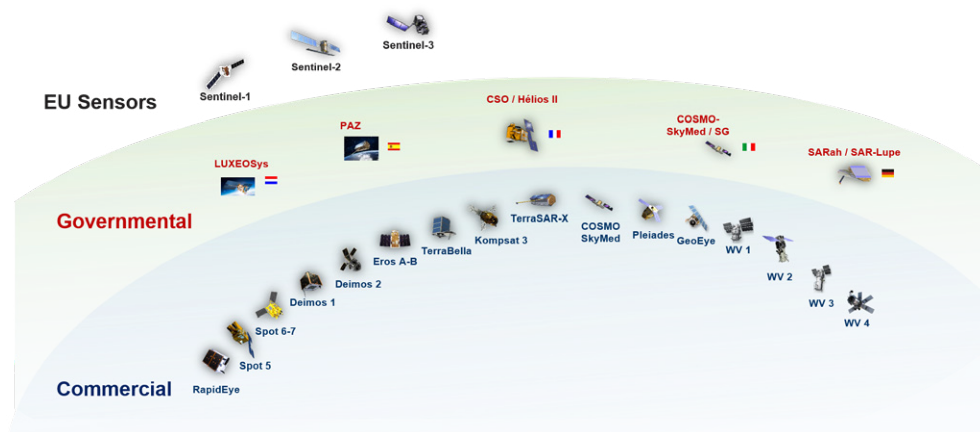 Sentinel-1
Sentinel-2
Sentinel-3
EU Sensors
LUXEOSys
PAZ
CSO / Hélios II
COSMO-
SkyMed / SG
SARah / SAR-Lupe
Governmental
RapidEye
Spot 5
Spot 6-7
Deimos 1
Deimos 2
Eros A-B
TerraBella
Kompsat 3
TerraSAR-X
COSMO
SkyMed
Pleiades
GeoEye
WV 1
WV 2
WV 3
WV 4
Commercial